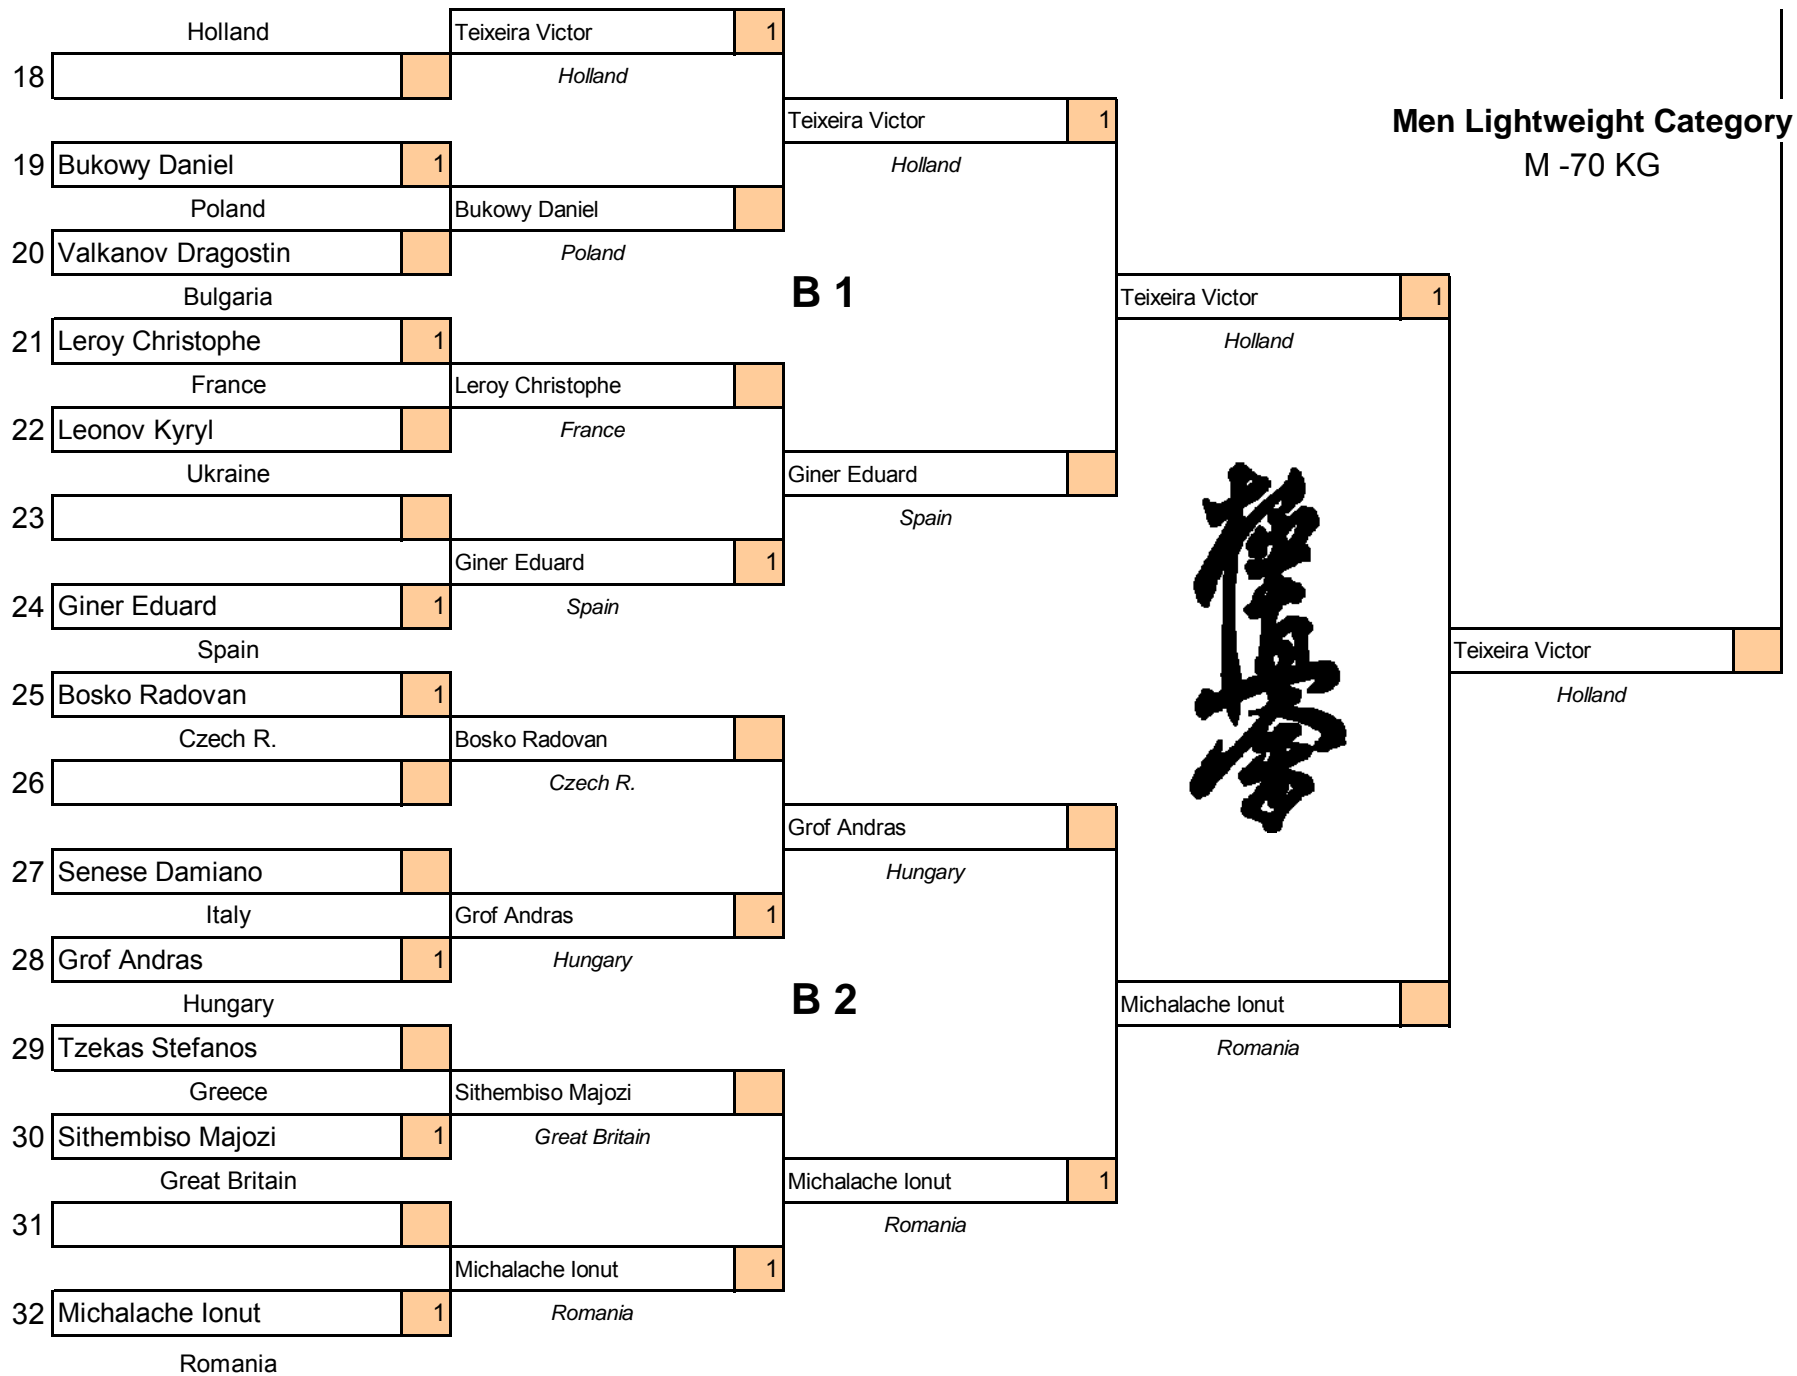 Holland
Teixeira Victor 1
18
Holland
Teixeira Victor 1
Men Lightweight Category
19 Bukowy Daniel 1
Holland
M -70 KG
Poland
Bukowy Daniel
20 Valkanov Dragostin
Poland
Bulgaria
B 1
Teixeira Victor 1
21 Leroy Christophe 1
Holland
France
Leroy Christophe
22 Leonov Kyryl
France
Ukraine
Giner Eduard
23
Spain
Giner Eduard 1
24 Giner Eduard 1
Spain
Spain
Teixeira Victor
25 Bosko Radovan 1
Holland
Czech R.
Bosko Radovan
26
Czech R.
Grof Andras
27 Senese Damiano
Hungary
Italy
Grof Andras 1
28 Grof Andras 1
Hungary
Hungary
B 2
Michalache Ionut
29 Tzekas Stefanos
Romania
Greece
Sithembiso Majozi
30 Sithembiso Majozi 1
Great Britain
Great Britain
Michalache Ionut 1
31
Romania
Michalache Ionut 1
32 Michalache Ionut 1
Romania
Romania
極真会